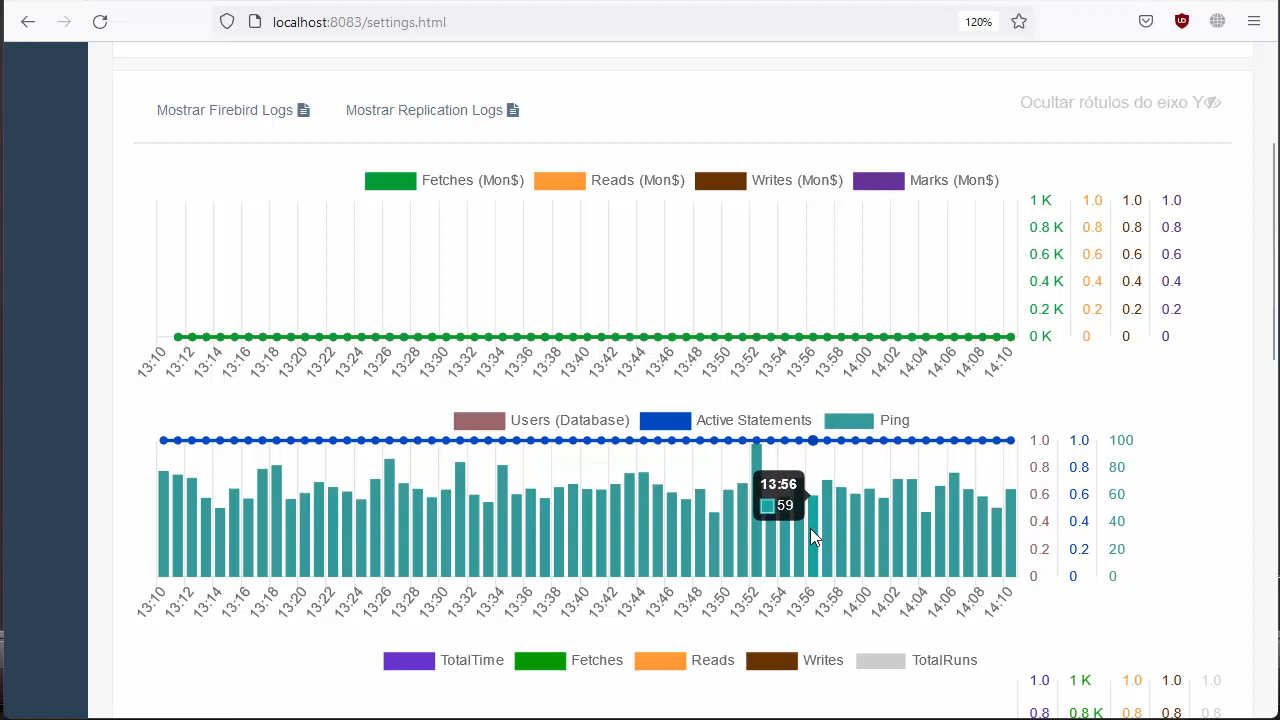 localhost:8083/settings.html 120%
Mostrar Firebird Logs Mostrar Replication Logs Ocultar rótulos do eixo Y
Fetches (Mon$) Reads (Mon$) Writes (Mon$) Marks (Mon$)
1 K 1.0 1.0 1.0
0.8 K 0.8 0.8 0.8
0.6 K 0.6 0.6 0.6
0.4 K 0.4 0.4 0.4
0.2 K 0.2 0.2 0.2
0 K 0 0 0
13:10 13:12 13:14 13:16 13:18 13:20 13:22 13:24 13:26 13:28 13:30 13:32 13:34 13:36 13:38 13:40 13:42 13:44 13:46 13:48 13:50 13:52 13:54 13:56 13:58 14:00 14:02 14:04 14:06 14:08 14:10
Users (Database) Active Statements Ping
1.0 1.0 100
0.8 0.8 80
13:56
0.6 0.6 60
59
0.4 0.4 40
0.2 0.2 20
0 0 0
13:10 13:12 13:14 13:16 13:18 13:20 13:22 13:24 13:26 13:28 13:30 13:32 13:34 13:36 13:38 13:40 13:42 13:44 13:46 13:48 13:50 13:52 13:54 13:56 13:58 14:00 14:02 14:04 14:06 14:08 14:10
TotalTime Fetches Reads Writes TotalRuns
1.0 1 K 1.0 1.0 1.0
0.8 0.8 K 0.8 0.8 0.8